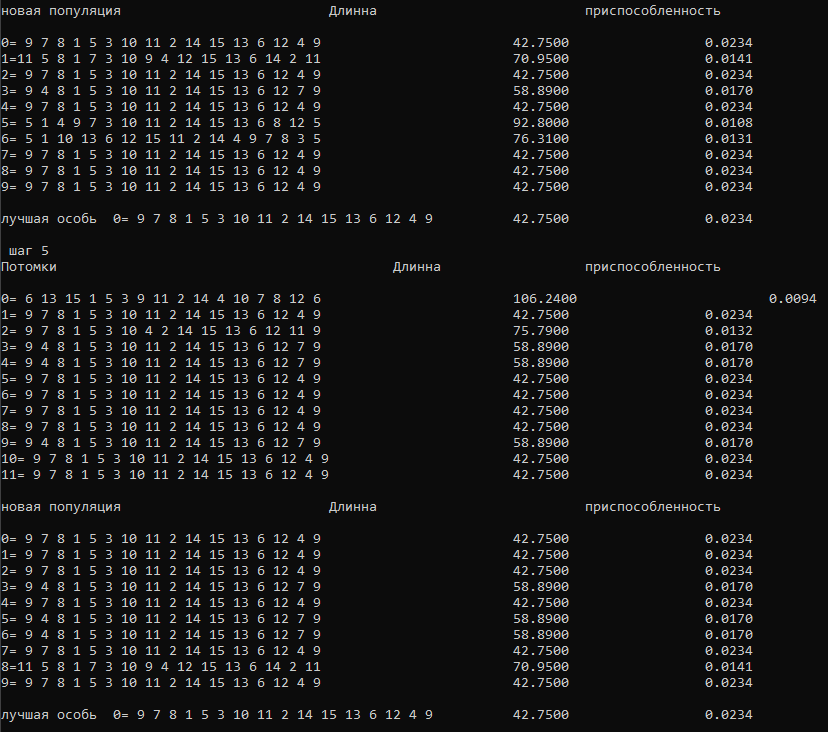 новая популяция Длинна приспособленность
0= 9 7 8 1 5 3 10 11 2 14 15 13 6 12 4 9 42.7500 0.0234
1=11 5 8 1 7 3 10 9 4 12 15 13 6 14 2 11 70.9500 0.0141
2= 9 7 8 1 5 3 10 11 2 14 15 13 6 12 4 9 42.7500 0.0234
3= 9 4 8 1 5 3 10 11 2 14 15 13 6 12 7 9 58.8900 0.0170
4= 9 7 8 1 5 3 10 11 2 14 15 13 6 12 4 9 42.7500 0.0234
5= 5 1 4 9 7 3 10 11 2 14 15 13 6 8 12 5 92.8000 0.0108
6= 5 1 10 13 6 12 15 11 2 14 4 9 7 8 3 5 76.3100 0.0131
7= 9 7 8 1 5 3 10 11 2 14 15 13 6 12 4 9 42.7500 0.0234
8= 9 7 8 1 5 3 10 11 2 14 15 13 6 12 4 9 42.7500 0.0234
9= 9 7 8 1 5 3 10 11 2 14 15 13 6 12 4 9 42.7500 0.0234
лучшая особь 0= 9 7 8 1 5 3 10 11 2 14 15 13 6 12 4 9 42.7500 0.0234
шаг 5
Потомки Длинна приспособленность
0= 6 13 15 1 5 3 9 11 2 14 4 10 7 8 12 6 106.2400 0.0094
1= 9 7 8 1 5 3 10 11 2 14 15 13 6 12 4 9 42.7500 0.0234
2= 9 7 8 1 5 3 10 4 2 14 15 13 6 12 11 9 75.7900 0.0132
3= 9 4 8 1 5 3 10 11 2 14 15 13 6 12 7 9 58.8900 0.0170
4= 9 4 8 1 5 3 10 11 2 14 15 13 6 12 7 9 58.8900 0.0170
5= 9 7 8 1 5 3 10 11 2 14 15 13 6 12 4 9 42.7500 0.0234
6= 9 7 8 1 5 3 10 11 2 14 15 13 6 12 4 9 42.7500 0.0234
7= 9 7 8 1 5 3 10 11 2 14 15 13 6 12 4 9 42.7500 0.0234
8= 9 7 8 1 5 3 10 11 2 14 15 13 6 12 4 9 42.7500 0.0234
9= 9 4 8 1 5 3 10 11 2 14 15 13 6 12 7 9 58.8900 0.0170
10= 9 7 8 1 5 3 10 11 2 14 15 13 6 12 4 9 42.7500 0.0234
11= 9 7 8 1 5 3 10 11 2 14 15 13 6 12 4 9 42.7500 0.0234
новая популяция Длинна приспособленность
0= 9 7 8 1 5 3 10 11 2 14 15 13 6 12 4 9 42.7500 0.0234
1= 9 7 8 1 5 3 10 11 2 14 15 13 6 12 4 9 42.7500 0.0234
2= 9 7 8 1 5 3 10 11 2 14 15 13 6 12 4 9 42.7500 0.0234
3= 9 4 8 1 5 3 10 11 2 14 15 13 6 12 7 9 58.8900 0.0170
4= 9 7 8 1 5 3 10 11 2 14 15 13 6 12 4 9 42.7500 0.0234
5= 9 4 8 1 5 3 10 11 2 14 15 13 6 12 7 9 58.8900 0.0170
6= 9 4 8 1 5 3 10 11 2 14 15 13 6 12 7 9 58.8900 0.0170
7= 9 7 8 1 5 3 10 11 2 14 15 13 6 12 4 9 42.7500 0.0234
8=11 5 8 1 7 3 10 9 4 12 15 13 6 14 2 11 70.9500 0.0141
9= 9 7 8 1 5 3 10 11 2 14 15 13 6 12 4 9 42.7500 0.0234
лучшая особь 0= 9 7 8 1 5 3 10 11 2 14 15 13 6 12 4 9 42.7500 0.0234